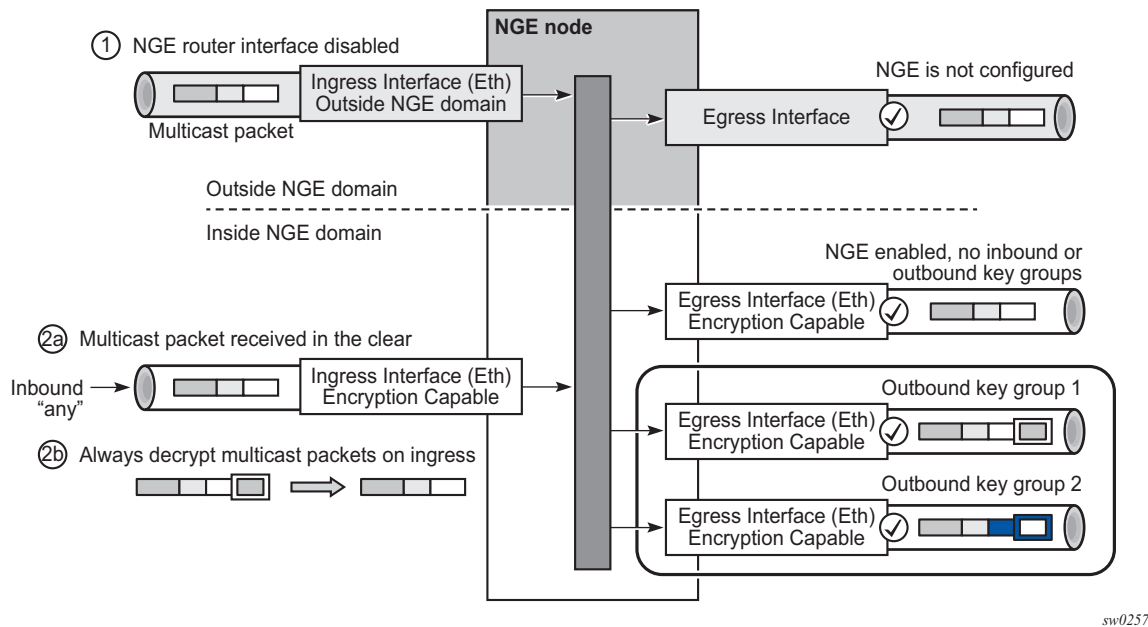 NGE node
1 NGE router interface disabled
Ingress Interface (Eth)
Outside NGE domain
Multicast packet
NGE is not configured
Egress Interface
Outside NGE domain
Inside NGE domain
NGE enabled, no inbound or
outbound key groups
Egress Interface (Eth)
Encryption Capable
2a Multicast packet received in the clear
Inbound
“any”
Ingress Interface (Eth)
Encryption Capable
2b Always decrypt multicast packets on ingress
Outbound key group 1
Egress Interface (Eth)
Encryption Capable
Outbound key group 2
Egress Interface (Eth)
Encryption Capable
sw0257